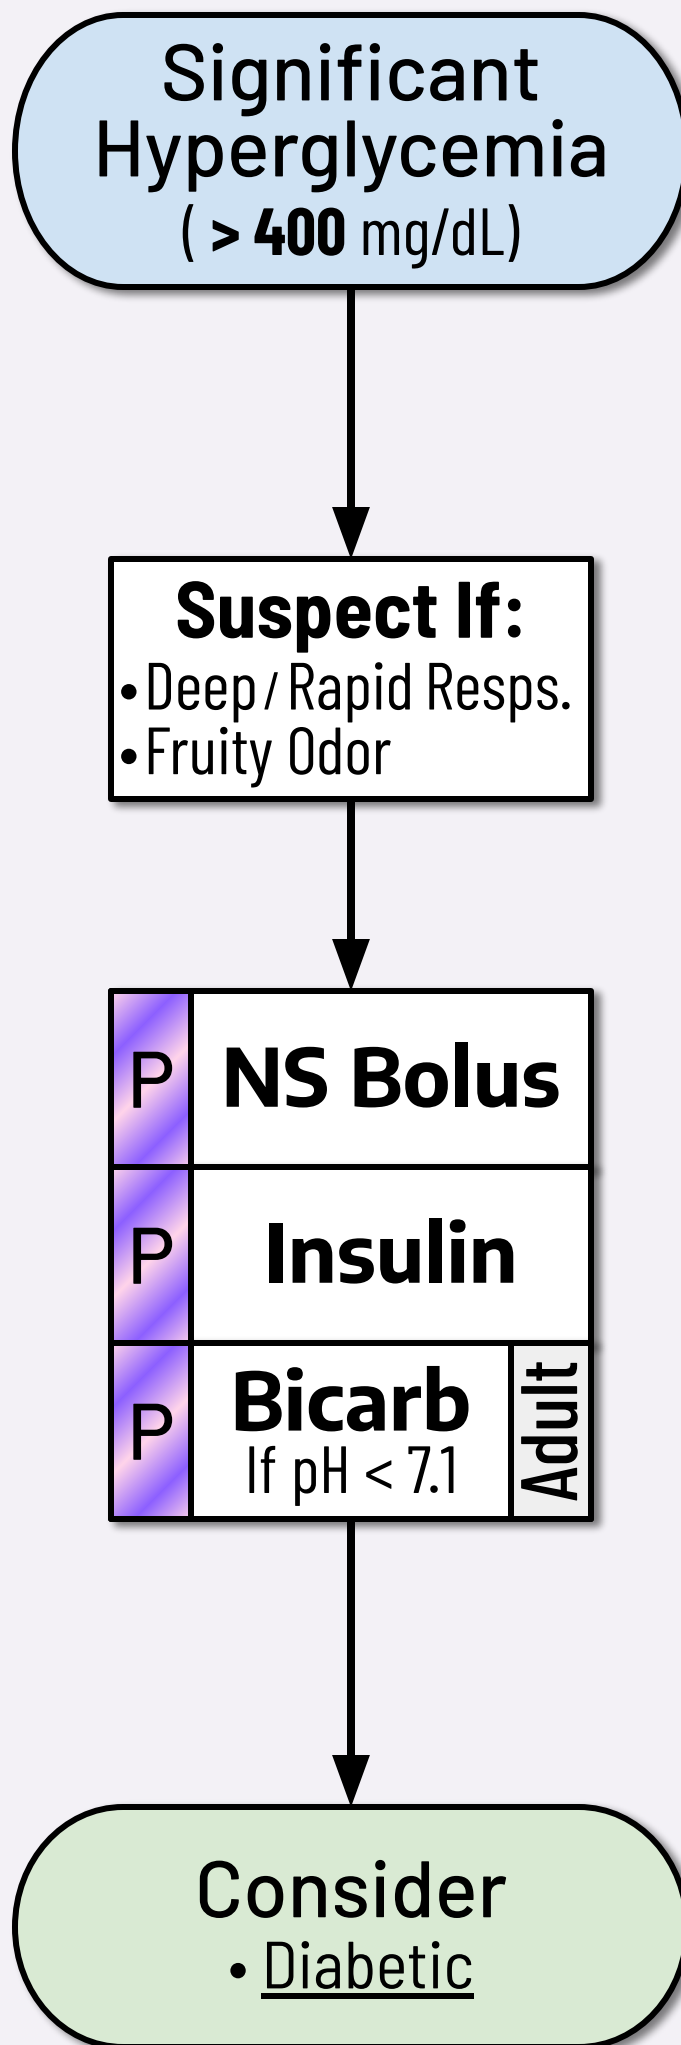 Significant
Hyperglycemia
( > 400 mg/dL)
Suspect If:
• Deep / Rapid Resps.
• Fruity Odor
P NS Bolus
P Insulin
P Bicarb
If pH < 7.1
Adult
Consider
• Diabetic